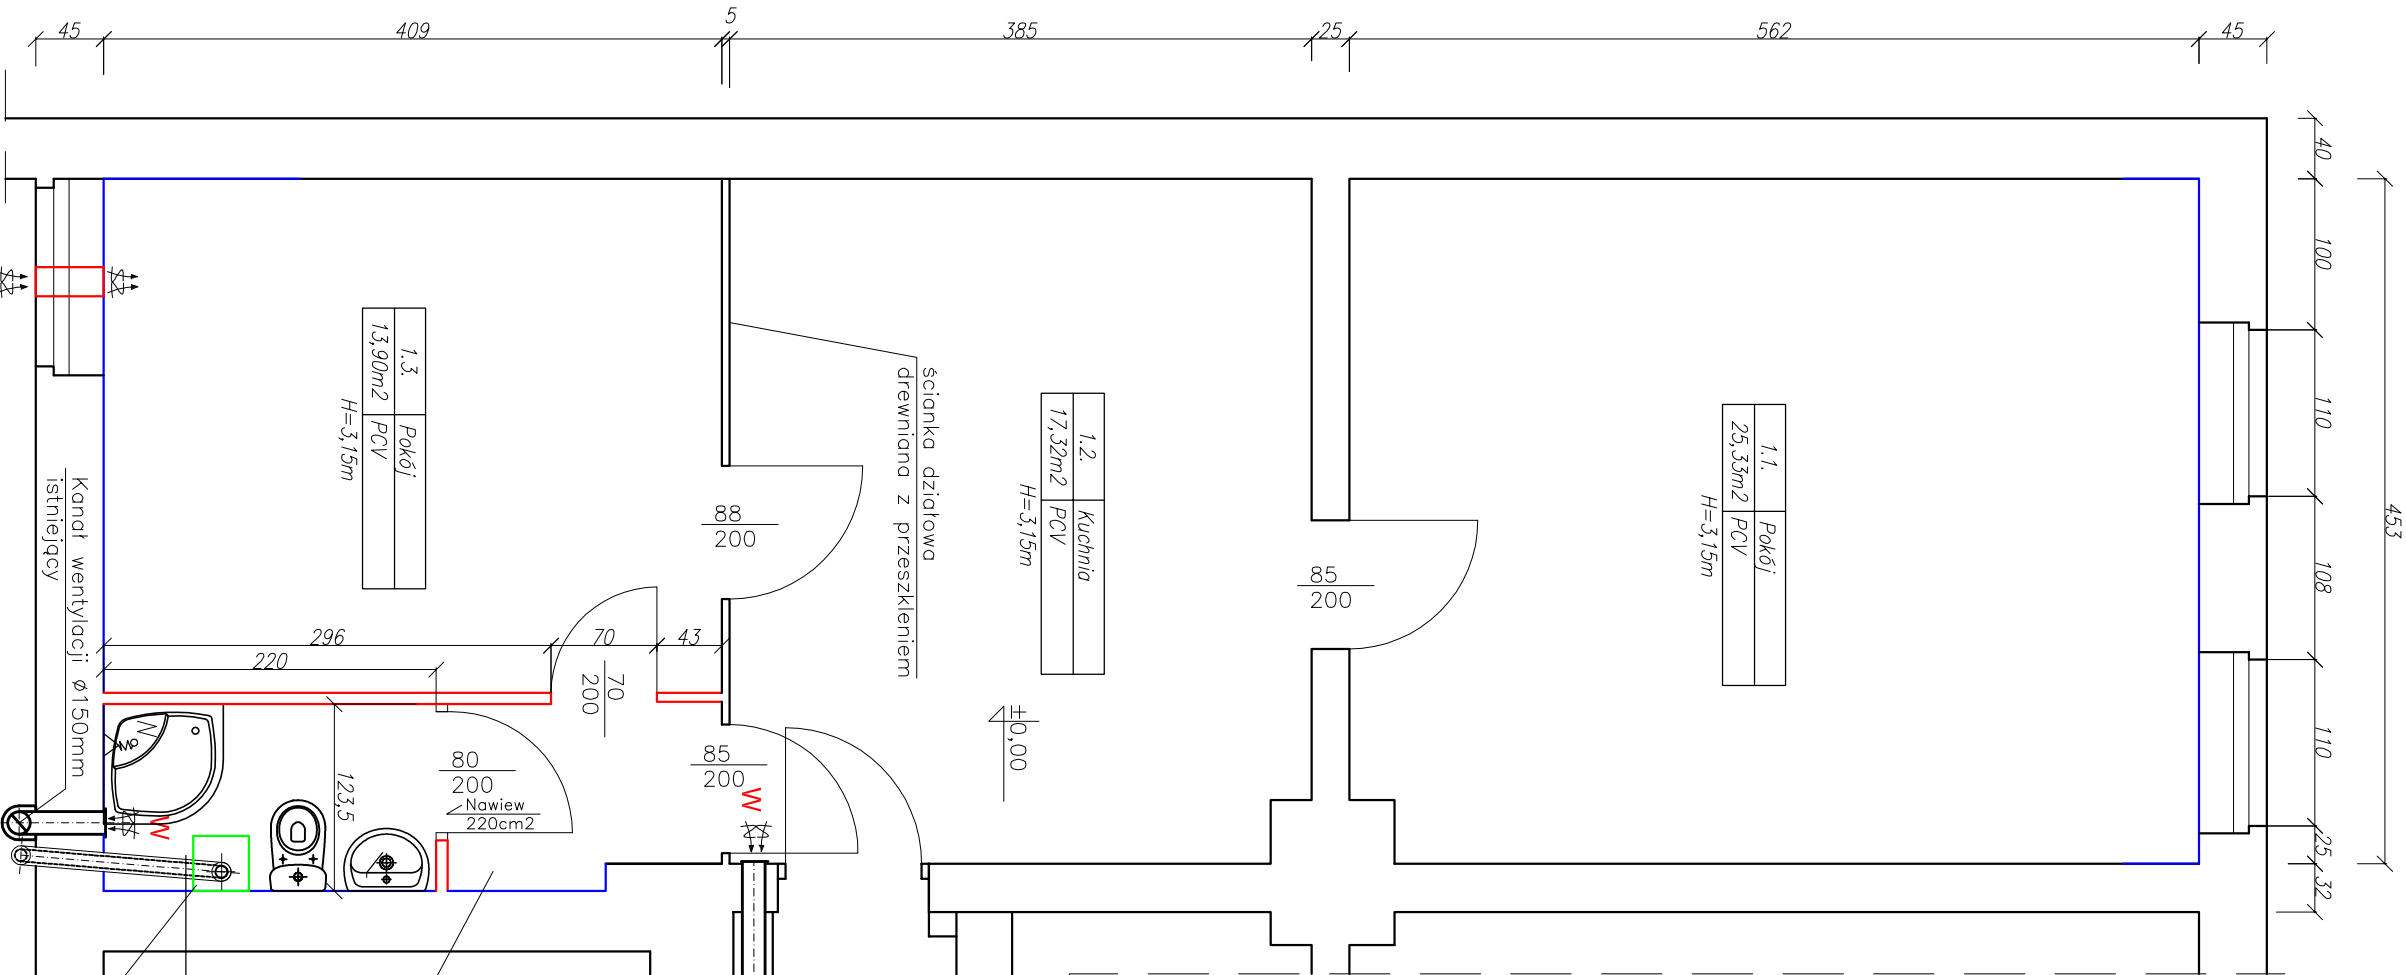 45
409
5
385
25
562
45
40
100
110
108
110
25
32
453
1.3.
Pokój
13,90m2
PCV
H=3,15m
1.2.
Kuchnia
17,32m2
PCV
H=3,15m
1.1.
Pokój
25,33m2
PCV
H=3,15m
ścianka działowa
drewniana z przeszkleniem
88
200
85
200
±0,00
296
70
43
220
70
200
80
200
Nawiew
220cm2
85
200
W
123,5
W
Kanał wentylacji ø150mm
istniejący